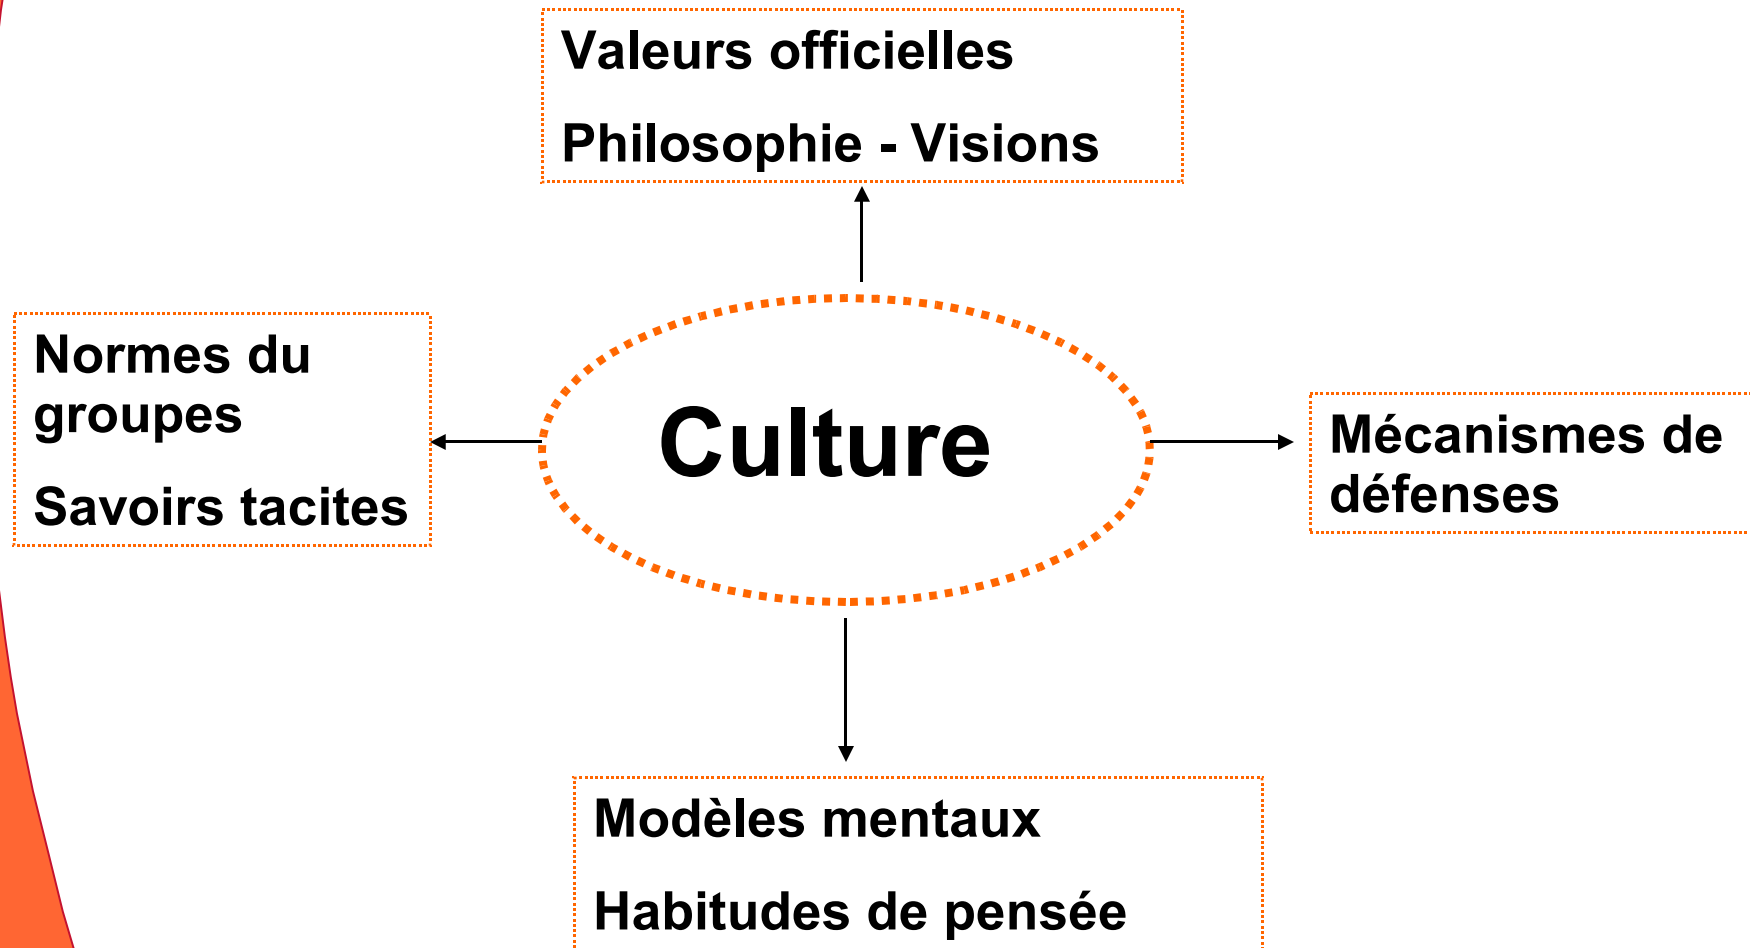 Valeurs officielles
Philosophie - Visions
Normes du
groupes
Savoirs tacites
Culture
Mécanismes de
défenses
Modèles mentaux
Habitudes de pensée